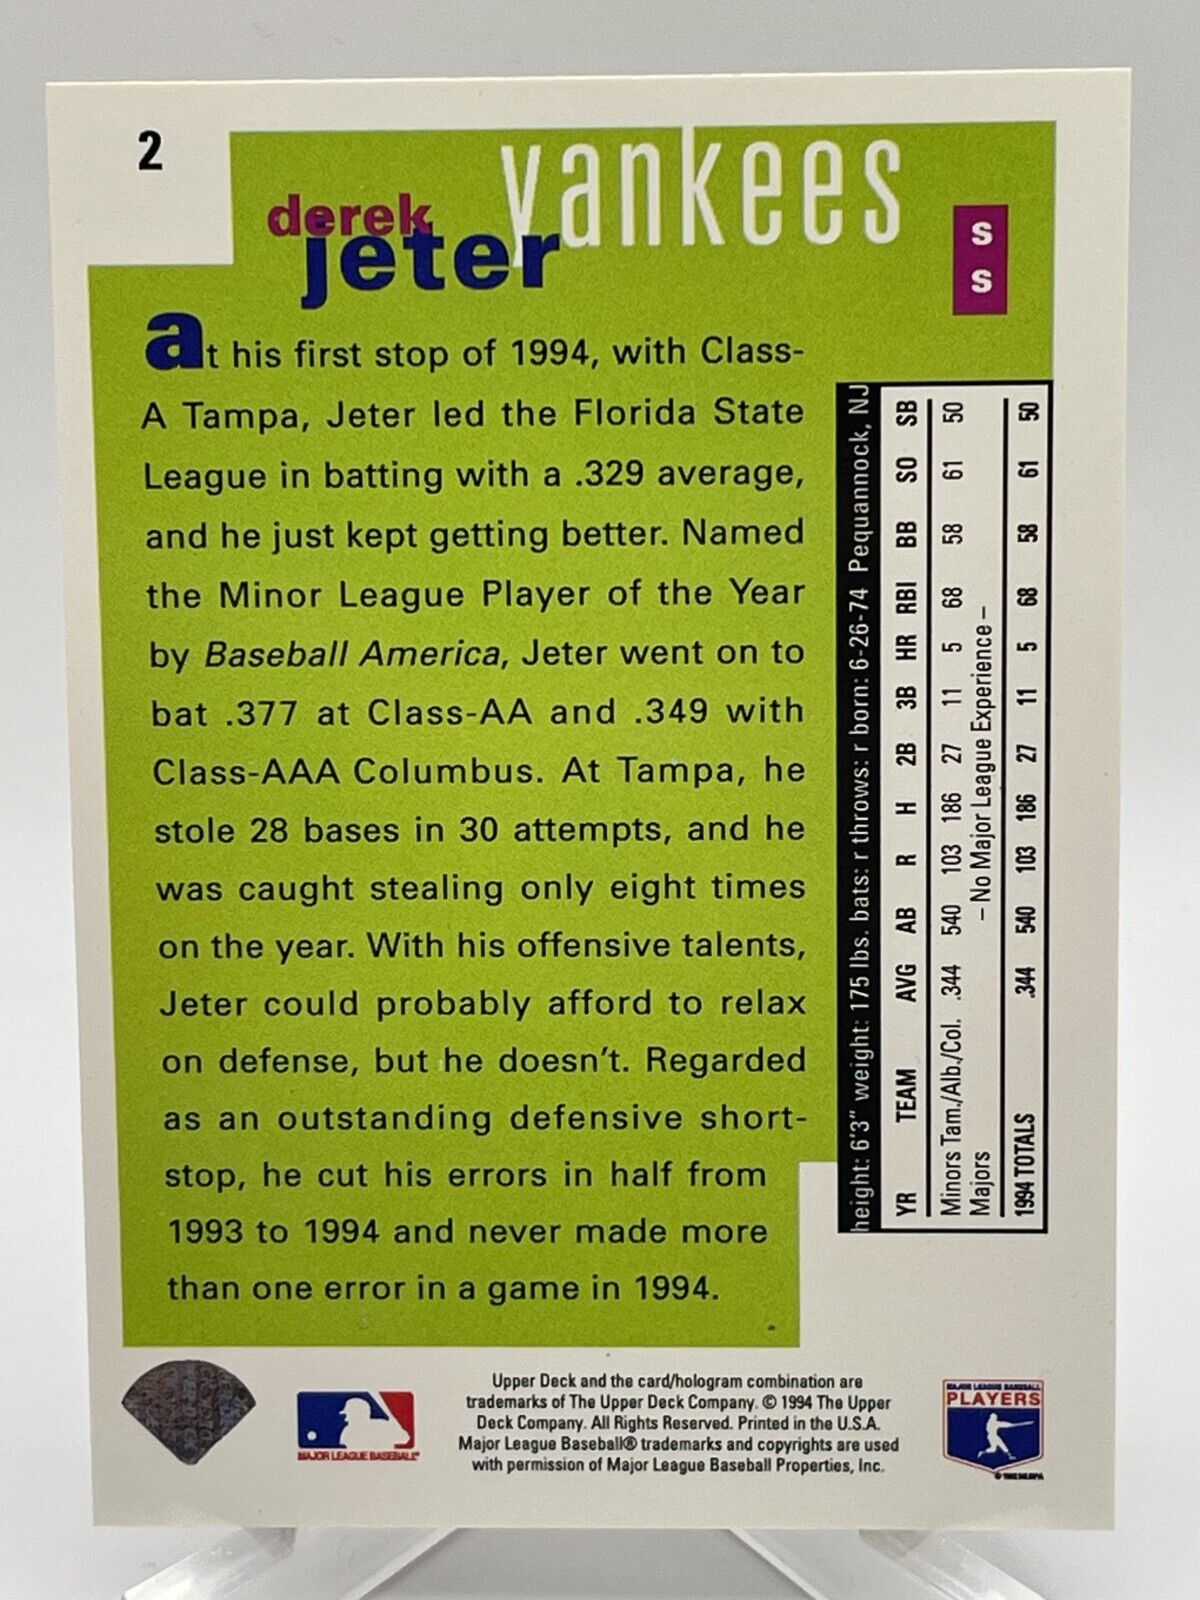 2
yankees
derek
jeter
s
s
at his first stop of 1994, with Class-
A Tampa, Jeter led the Florida State
League in batting with a .329 average,
and he just kept getting better. Named
the Minor League Player of the Year
by Baseball America, Jeter went on to
bat .377 at Class-AA and .349 with
Class-AAA Columbus. At Tampa, he
stole 28 bases in 30 attempts, and he
was caught stealing only eight times
on the year. With his offensive talents,
Jeter could probably afford to relax
on defense, but he doesn't. Regarded
as an outstanding defensive short-
stop, he cut his errors in half from
1993 to 1994 and never made more
than one error in a game in 1994.
height: 6'3" weight: 175 lbs. bats: r throws: r born: 6-26-74 Pequannock, NJ
YR TEAM AVG AB R H 2B 3B HR RBI BB SO SB
Minors Tam./Alb./Col. .344 540 103 186 27 11 5 68 58 61 50
Majors – No Major League Experience –
1994 TOTALS .344 540 103 186 27 11 5 68 58 61 50
MAJOR LEAGUE BASEBALL
Upper Deck and the card/hologram combination are
trademarks of The Upper Deck Company. © 1994 The Upper
Deck Company. All Rights Reserved. Printed in the U.S.A.
Major League Baseball® trademarks and copyrights are used
with permission of Major League Baseball Properties, Inc.
MAJOR LEAGUE BASEBALL
PLAYERS